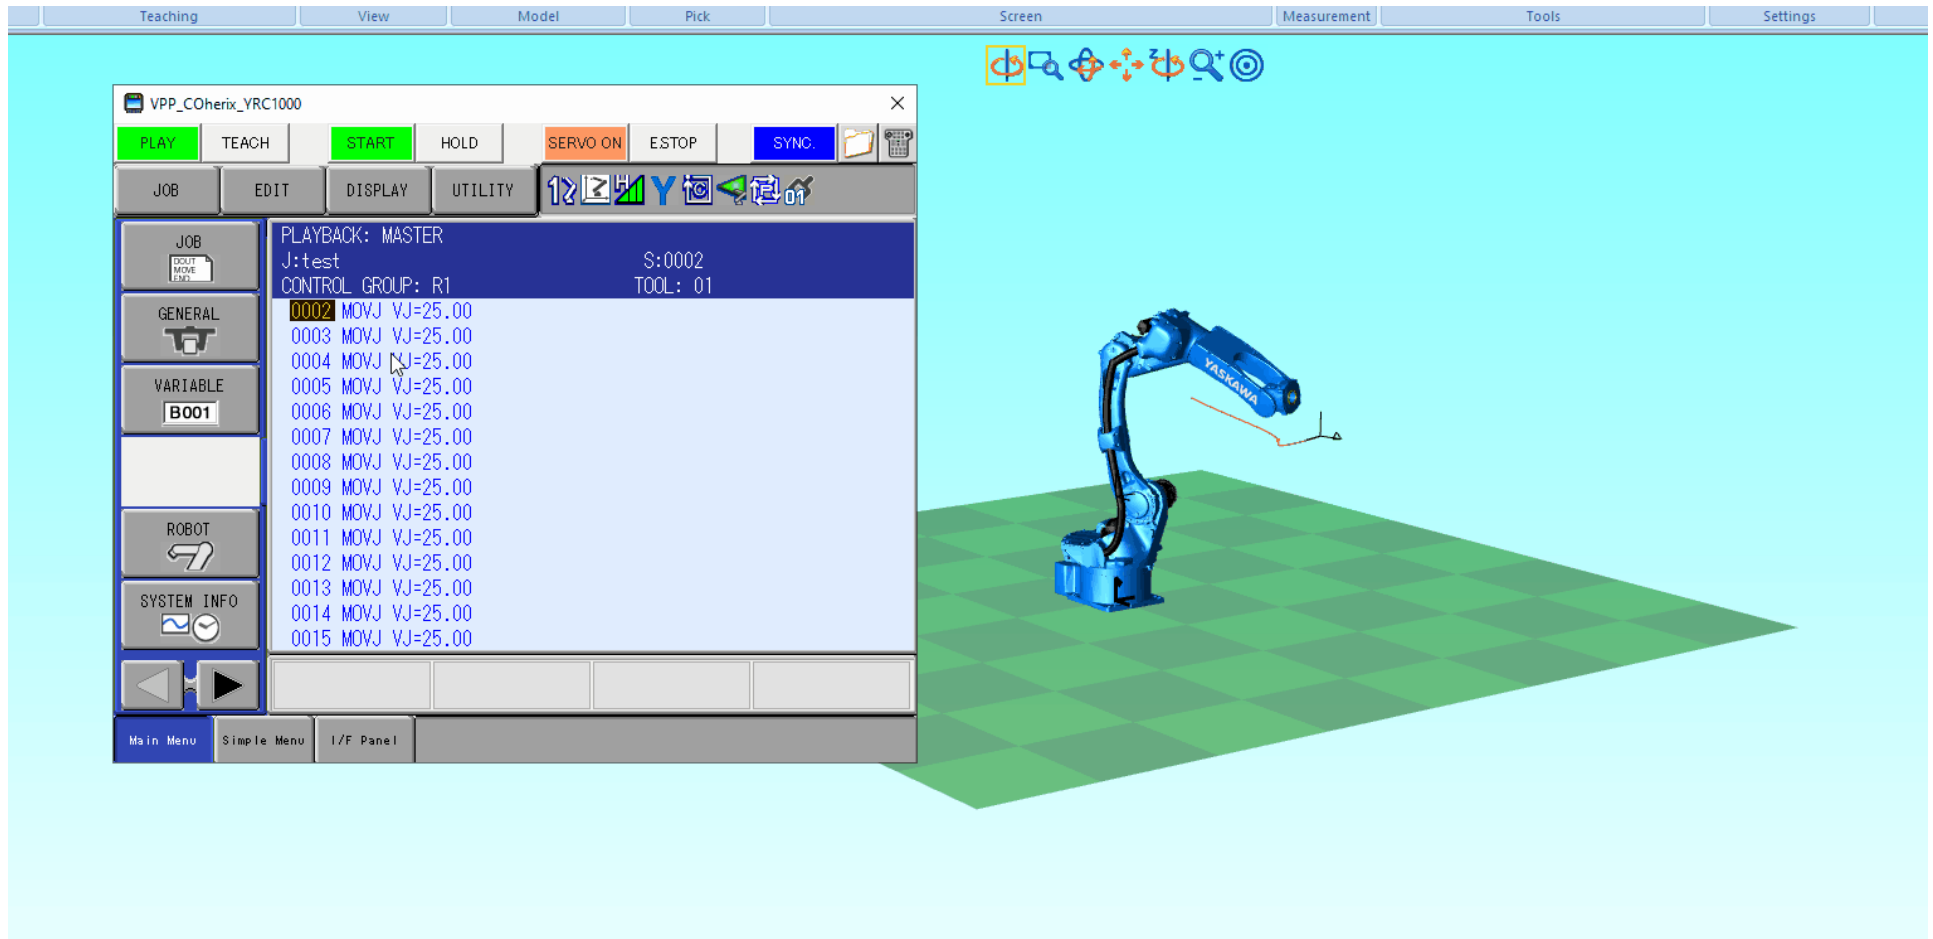 Teaching
View
Model
Pick
Screen
Measurement
Tools
Settings
VPP_COherix_YRC1000
PLAY TEACH START HOLD SERVO ON E.STOP SYNC.
JOB EDIT DISPLAY UTILITY
01
JOB
DOUT
MOVE
END
GENERAL
VARIABLE
B001
ROBOT
SYSTEM INFO
PLAYBACK: MASTER
J:test S:0002
CONTROL GROUP: R1 TOOL: 01
0002 MOVJ VJ=25.00
0003 MOVJ VJ=25.00
0004 MOVJ VJ=25.00
0005 MOVJ VJ=25.00
0006 MOVJ VJ=25.00
0007 MOVJ VJ=25.00
0008 MOVJ VJ=25.00
0009 MOVJ VJ=25.00
0010 MOVJ VJ=25.00
0011 MOVJ VJ=25.00
0012 MOVJ VJ=25.00
0013 MOVJ VJ=25.00
0014 MOVJ VJ=25.00
0015 MOVJ VJ=25.00
Main Menu Simple Menu I/F Panel
YASKAWA